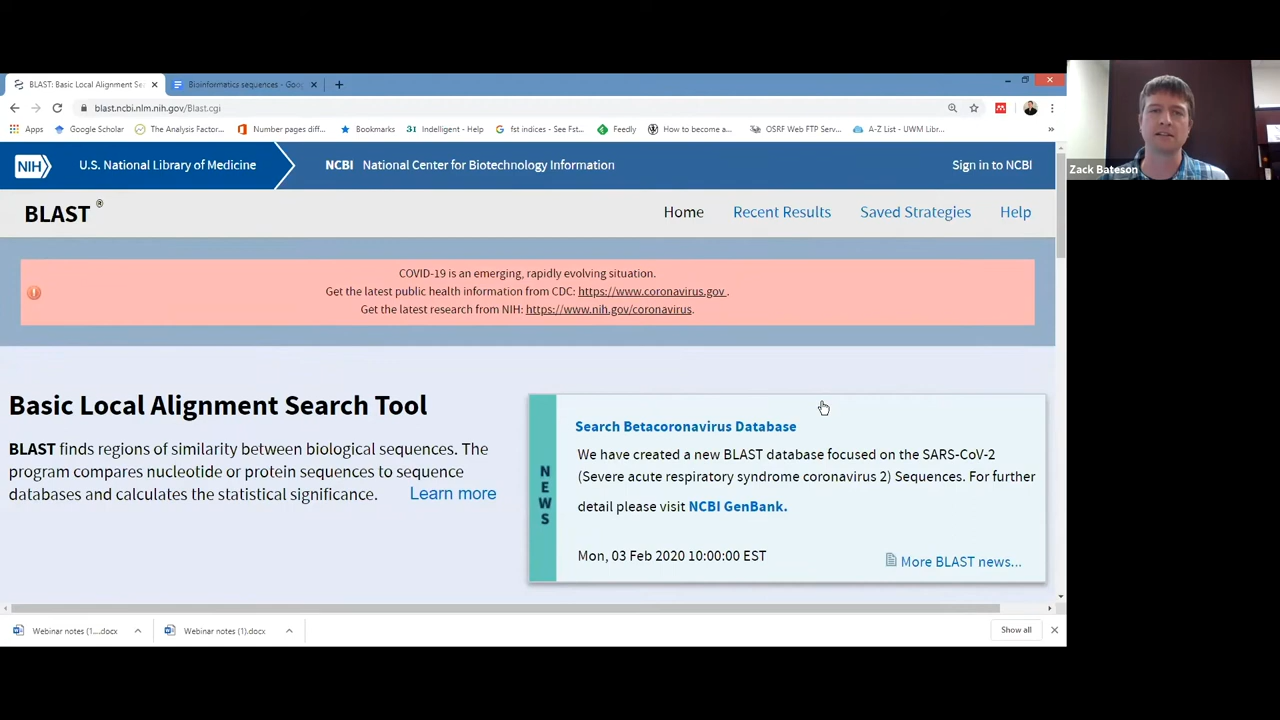 BLAST: Basic Local Alignment Se
Bioinformatics sequences - Goo
blast.ncbi.nlm.nih.gov/Blast.cgi
Apps
Google Scholar
The Analysis Factor...
Number pages diff...
Bookmarks
Indelligent - Help
fst indices - See Fst...
Feedly
How to become a...
OSRF Web FTP Serv...
A-Z List - UWM Libr...
»
NIH
U.S. National Library of Medicine
NCBI National Center for Biotechnology Information
Sign in to NCBI
BLAST ®
Home
Recent Results
Saved Strategies
Help
COVID-19 is an emerging, rapidly evolving situation.
Get the latest public health information from CDC: https://www.coronavirus.gov .
Get the latest research from NIH: https://www.nih.gov/coronavirus.
Basic Local Alignment Search Tool
BLAST finds regions of similarity between biological sequences. The
program compares nucleotide or protein sequences to sequence
databases and calculates the statistical significance.
Learn more
NEWS
Search Betacoronavirus Database
We have created a new BLAST database focused on the SARS-CoV-2
(Severe acute respiratory syndrome coronavirus 2) Sequences. For further
detail please visit NCBI GenBank.
Mon, 03 Feb 2020 10:00:00 EST
More BLAST news...
Webinar notes (1....docx
Webinar notes (1).docx
Show all
Zack Bateson